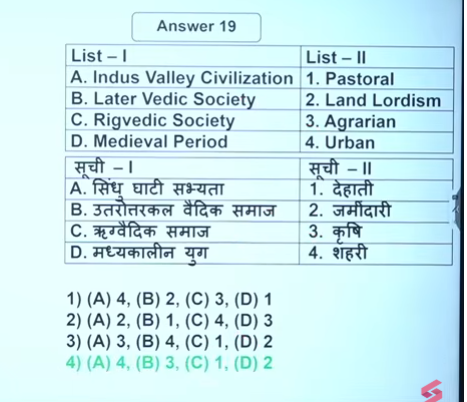 Answer 19
List – I List – II
A. Indus Valley Civilization 1. Pastoral
B. Later Vedic Society 2. Land Lordism
C. Rigvedic Society 3. Agrarian
D. Medieval Period 4. Urban
सूची – I सूची – II
A. सिंधु घाटी सभ्यता 1. देहाती
B. उतरोत्तरकल वैदिक समाज 2. जमींदारी
C. ऋग्वैदिक समाज 3. कृषि
D. मध्यकालीन युग 4. शहरी
1) (A) 4, (B) 2, (C) 3, (D) 1
2) (A) 2, (B) 1, (C) 4, (D) 3
3) (A) 3, (B) 4, (C) 1, (D) 2
4) (A) 4, (B) 3, (C) 1, (D) 2